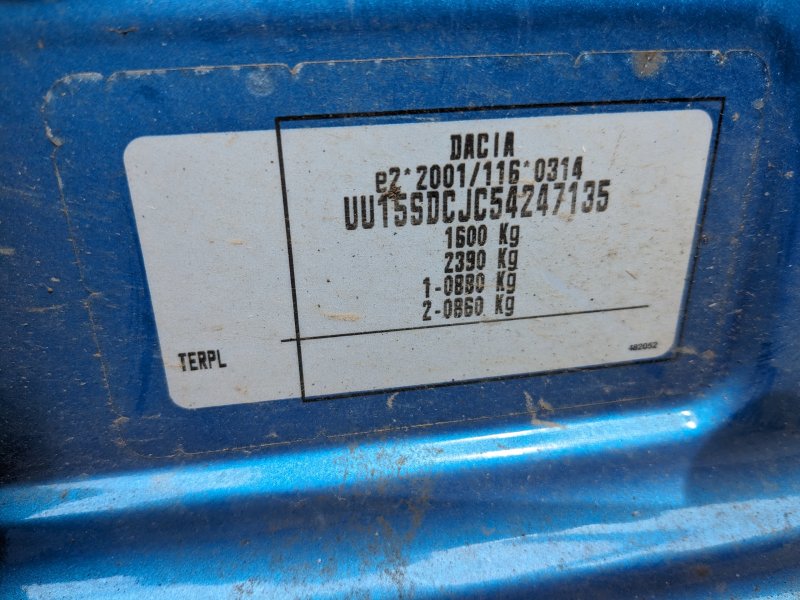 DACIA
e2*2001/116*0314
UU15SDCJC54247135
1600 Kg
2390 Kg
1-0880 Kg
2-0860 Kg
TERPL
482052